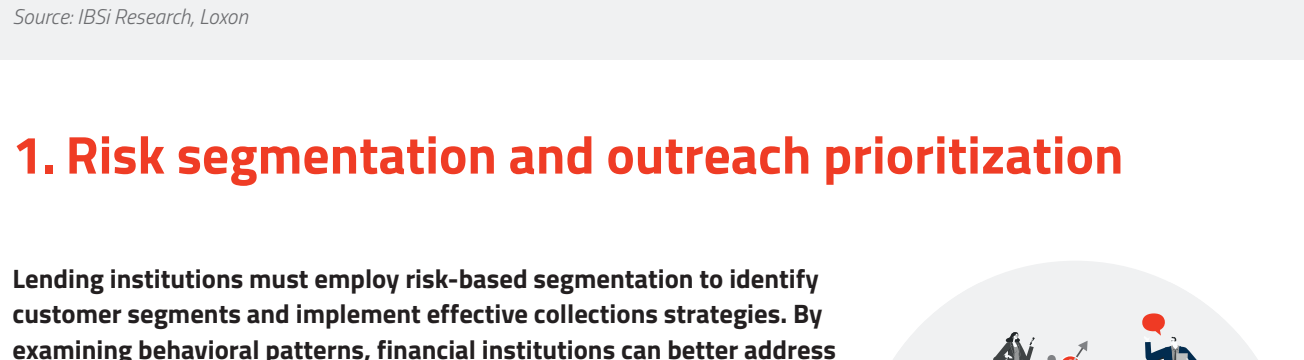 Source: IBSi Research, Loxon
1. Risk segmentation and outreach prioritization
Lending institutions must employ risk-based segmentation to identify
customer segments and implement effective collections strategies. By
examining behavioral patterns, financial institutions can better address